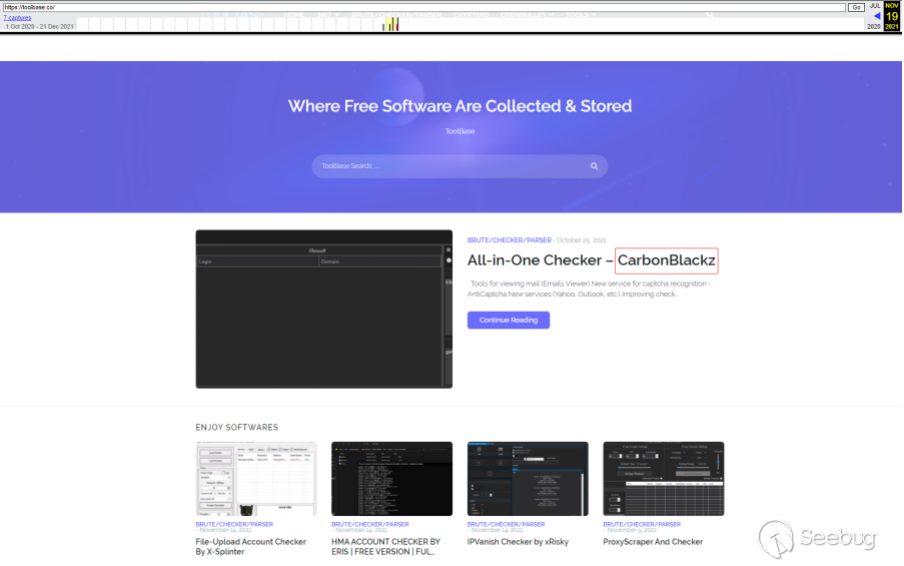 https://toolbase.co/
Go
JUL
NOV
7 captures
19
1 Oct 2020 - 21 Dec 2021
2020
2021
Where Free Software Are Collected & Stored
ToolBase
ToolBase Search....
Result
Login
Domain
BRUTE/CHECKER/PARSER - October 25, 2021
All-in-One Checker – CarbonBlackz
Tools for viewing mail (Emails Viewer) New service for captcha recognition -
AntiCaptcha New services (Yahoo, Outlook, etc.) Improving check...
Continue Reading
ENJOY SOFTWARES
BRUTE/CHECKER/PARSER
- November 14, 2021
File-Upload Account Checker
By X-Splinter
BRUTE/CHECKER/PARSER
- November 14, 2021
HMA ACCOUNT CHECKER BY
ERIS | FREE VERSION | FUL...
BRUTE/CHECKER/PARSER
- November 14, 2021
IPVanish Checker by xRisky
BRUTE/CHECKER/PARSER
- November 9, 2021
ProxyScraper And Checker
Seebug